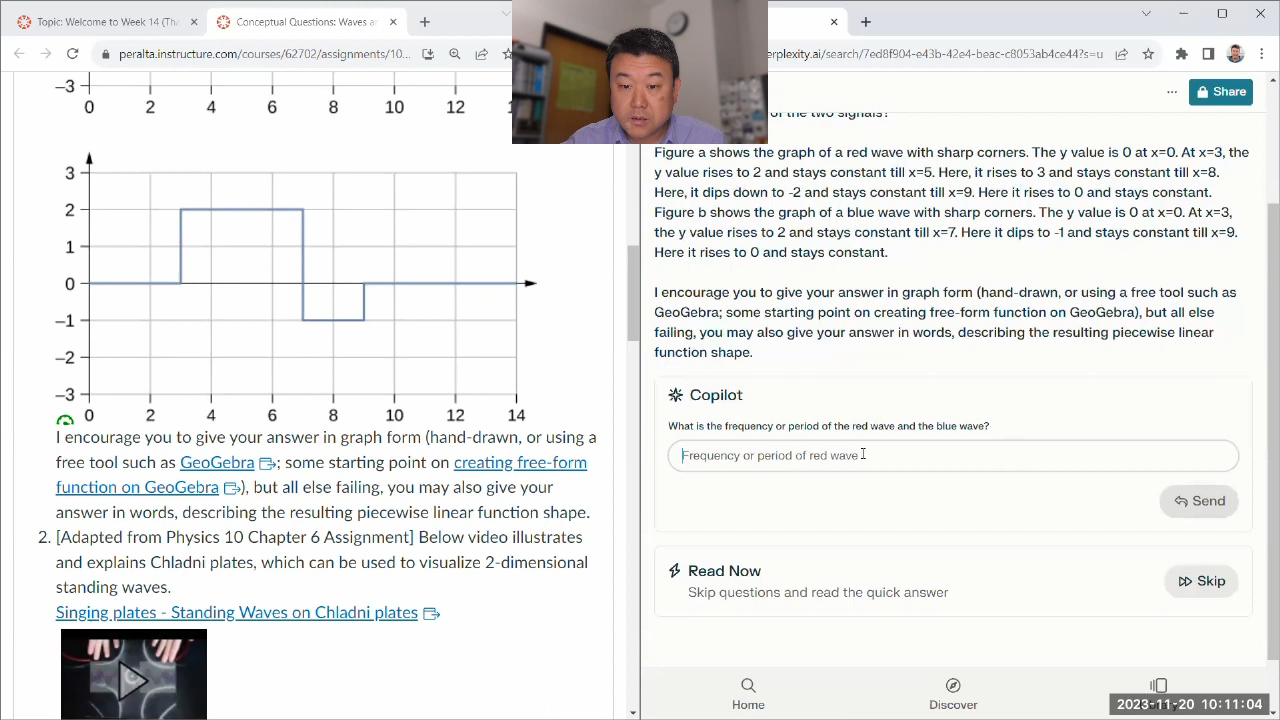 Topic: Welcome to Week 14 (Tha
Conceptual Questions: Waves a
peralta.instructure.com/courses/62702/assignments/10...
erplexity.ai/search/7ed8f904-e43b-42e4-beac-c8053ab4ce44?s=u
Share
–3
0 2 4 6 8 10 12
3
2
1
0
–1
–2
–3
0 2 4 6 8 10 12 14
I encourage you to give your answer in graph form (hand-drawn, or using a
free tool such as GeoGebra; some starting point on creating free-form
function on GeoGebra), but all else failing, you may also give your
answer in words, describing the resulting piecewise linear function shape.
2. [Adapted from Physics 10 Chapter 6 Assignment] Below video illustrates
and explains Chladni plates, which can be used to visualize 2-dimensional
standing waves.
Singing plates - Standing Waves on Chladni plates
of the two signals?
Figure a shows the graph of a red wave with sharp corners. The y value is 0 at x=0. At x=3, the
y value rises to 2 and stays constant till x=5. Here, it rises to 3 and stays constant till x=8.
Here, it dips down to -2 and stays constant till x=9. Here it rises to 0 and stays constant.
Figure b shows the graph of a blue wave with sharp corners. The y value is 0 at x=0. At x=3,
the y value rises to 2 and stays constant till x=7. Here it dips to -1 and stays constant till x=9.
Here it rises to 0 and stays constant.
I encourage you to give your answer in graph form (hand-drawn, or using a free tool such as
GeoGebra; some starting point on creating free-form function on GeoGebra), but all else
failing, you may also give your answer in words, describing the resulting piecewise linear
function shape.
Copilot
What is the frequency or period of the red wave and the blue wave?
Frequency or period of red wave
Send
Read Now
Skip questions and read the quick answer
Skip
Home
Discover
2023-11-20 10:11:04